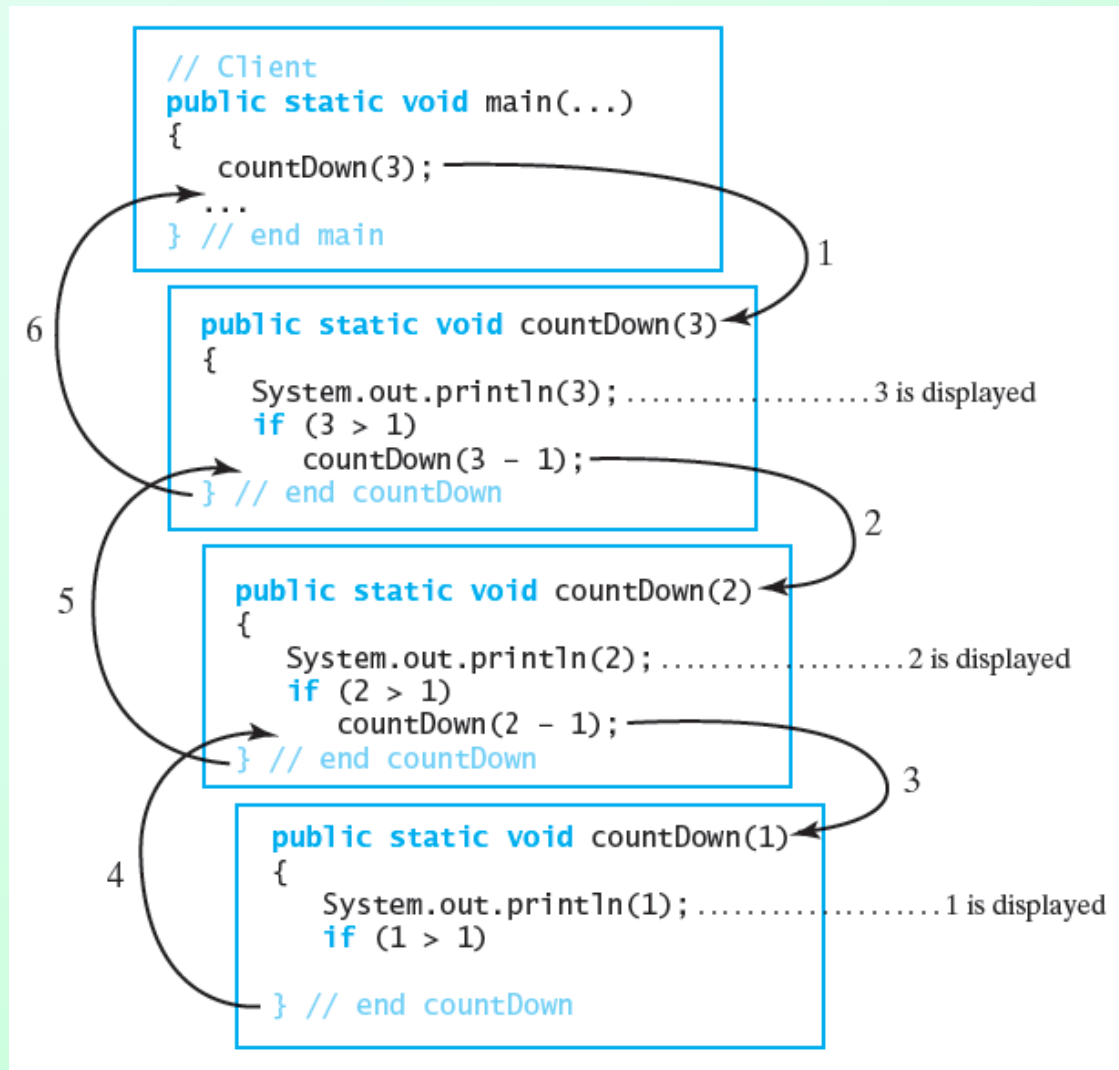 // Client
public static void main(...)
{
countDown(3);
...
} // end main
1
6
public static void countDown(3)
{
System.out.println(3); .................... 3 is displayed
if (3 > 1)
countDown(3 – 1);
} // end countDown
2
5
public static void countDown(2)
{
System.out.println(2); .................... 2 is displayed
if (2 > 1)
countDown(2 – 1);
} // end countDown
3
4
public static void countDown(1)
{
System.out.println(1); .................... 1 is displayed
if (1 > 1)
} // end countDown